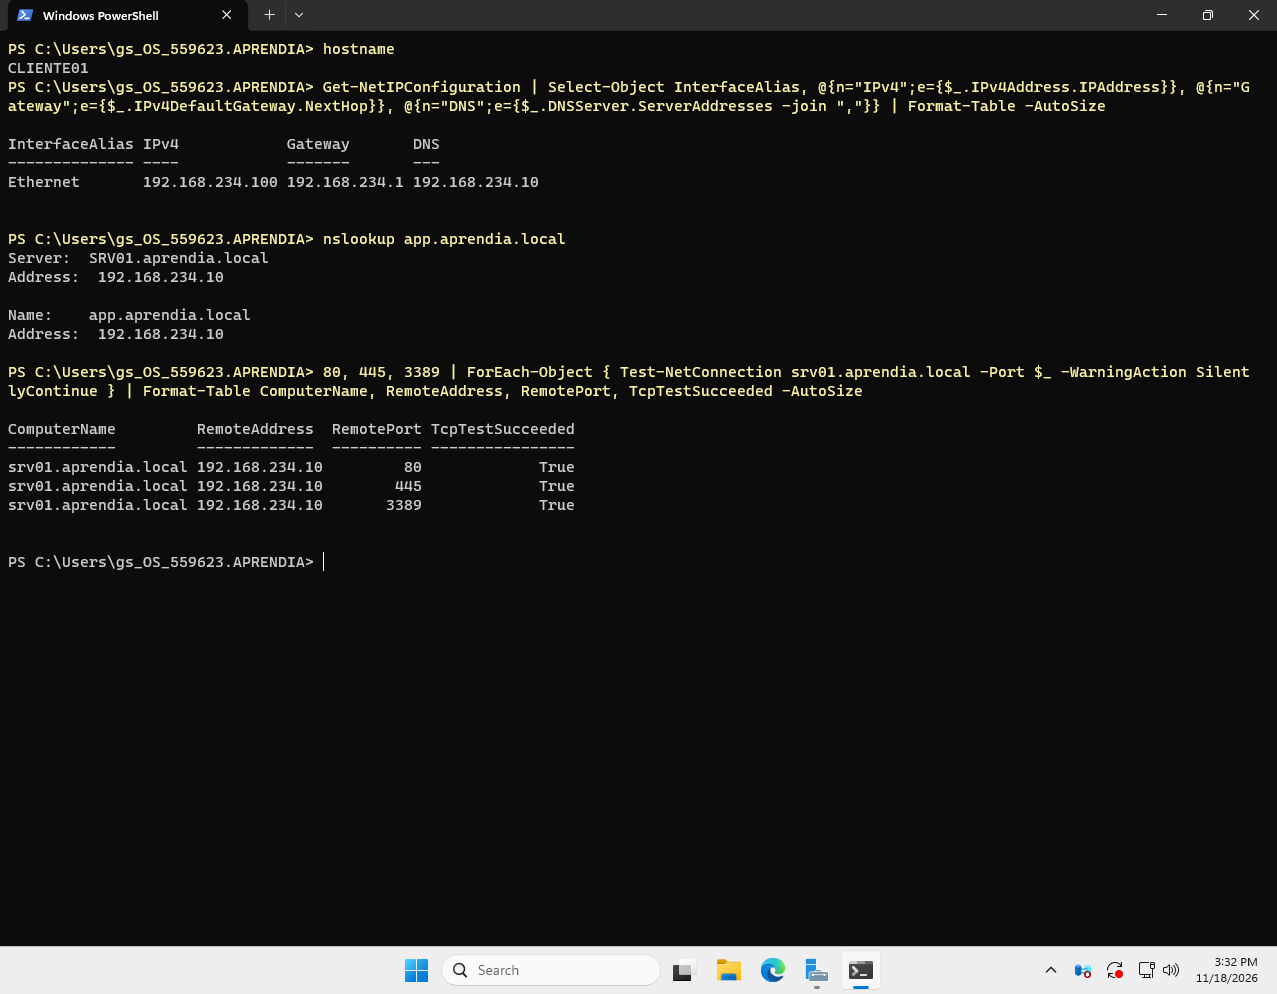 Windows PowerShell
PS C:\Users\gs_OS_559623.APRENDIA> hostname
CLIENTE01
PS C:\Users\gs_OS_559623.APRENDIA> Get-NetIPConfiguration | Select-Object InterfaceAlias, @{n="IPv4";e={$_.IPv4Address.IPAddress}}, @{n="G
ateway";e={$_.IPv4DefaultGateway.NextHop}}, @{n="DNS";e={$_.DNSServer.ServerAddresses -join ","}} | Format-Table -AutoSize
InterfaceAlias IPv4            Gateway       DNS
-------------- ----            -------       ---
Ethernet       192.168.234.100 192.168.234.1 192.168.234.10
PS C:\Users\gs_OS_559623.APRENDIA> nslookup app.aprendia.local
Server:  SRV01.aprendia.local
Address:  192.168.234.10
Name:    app.aprendia.local
Address:  192.168.234.10
PS C:\Users\gs_OS_559623.APRENDIA> 80, 445, 3389 | ForEach-Object { Test-NetConnection srv01.aprendia.local -Port $_ -WarningAction Silent
lyContinue } | Format-Table ComputerName, RemoteAddress, RemotePort, TcpTestSucceeded -AutoSize
ComputerName         RemoteAddress  RemotePort TcpTestSucceeded
------------         -------------  ---------- ----------------
srv01.aprendia.local 192.168.234.10         80             True
srv01.aprendia.local 192.168.234.10        445             True
srv01.aprendia.local 192.168.234.10       3389             True
PS C:\Users\gs_OS_559623.APRENDIA>
Search
3:32 PM
11/18/2026